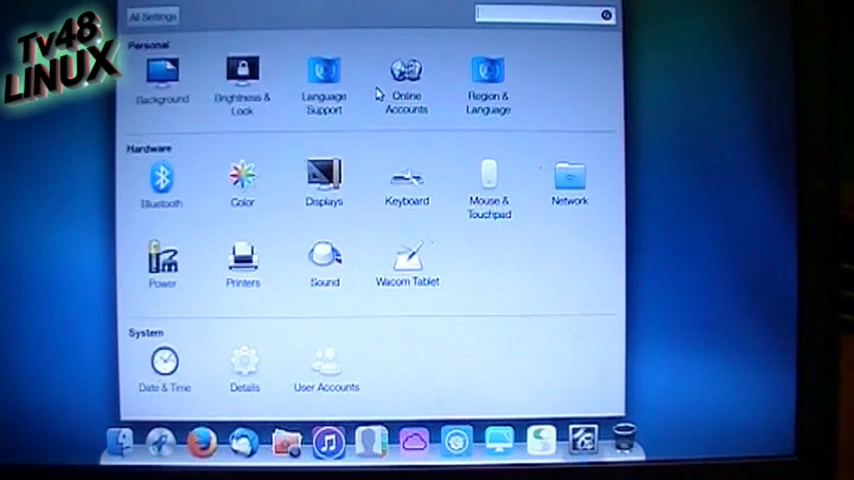 Tv48
LINUX
All Settings
Personal
Background
Brightness &
Lock
Language
Support
Online
Accounts
Region &
Language
Hardware
Bluetooth
Color
Displays
Keyboard
Mouse &
Touchpad
Network
Power
Printers
Sound
Wacom Tablet
System
Date & Time
Details
User Accounts